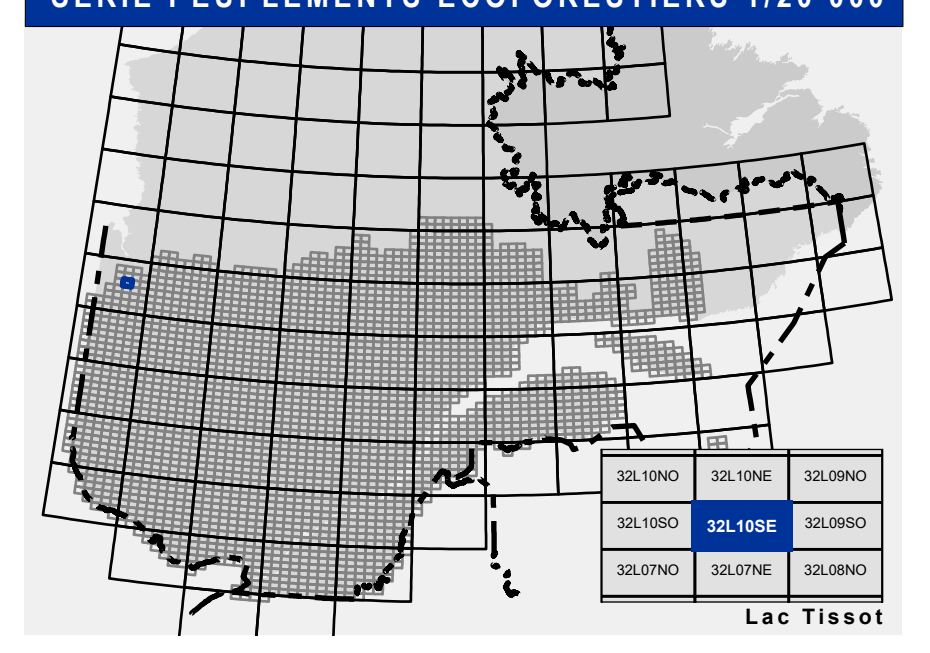 SÉRIE PEUPLEMENTS ÉCOFORESTIERS 1/20 000
32L10NO 32L10NE 32L09NO
32L10SO 32L10SE 32L09SO
32L07NO 32L07NE 32L08NO
Lac Tissot